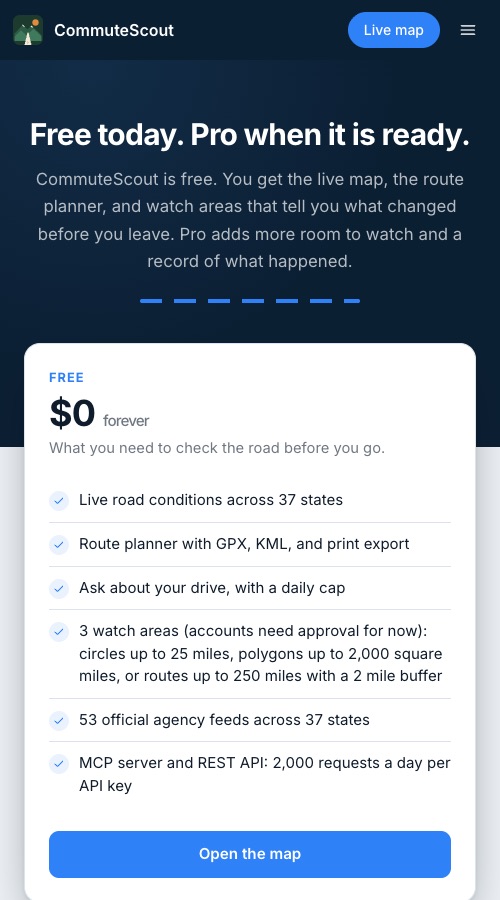 CommuteScout
Live map
Free today. Pro when it is ready.
CommuteScout is free. You get the live map, the route
planner, and watch areas that tell you what changed
before you leave. Pro adds more room to watch and a
record of what happened.
FREE
$0 forever
What you need to check the road before you go.
Live road conditions across 37 states
Route planner with GPX, KML, and print export
Ask about your drive, with a daily cap
3 watch areas (accounts need approval for now):
circles up to 25 miles, polygons up to 2,000 square
miles, or routes up to 250 miles with a 2 mile buffer
53 official agency feeds across 37 states
MCP server and REST API: 2,000 requests a day per
API key
Open the map